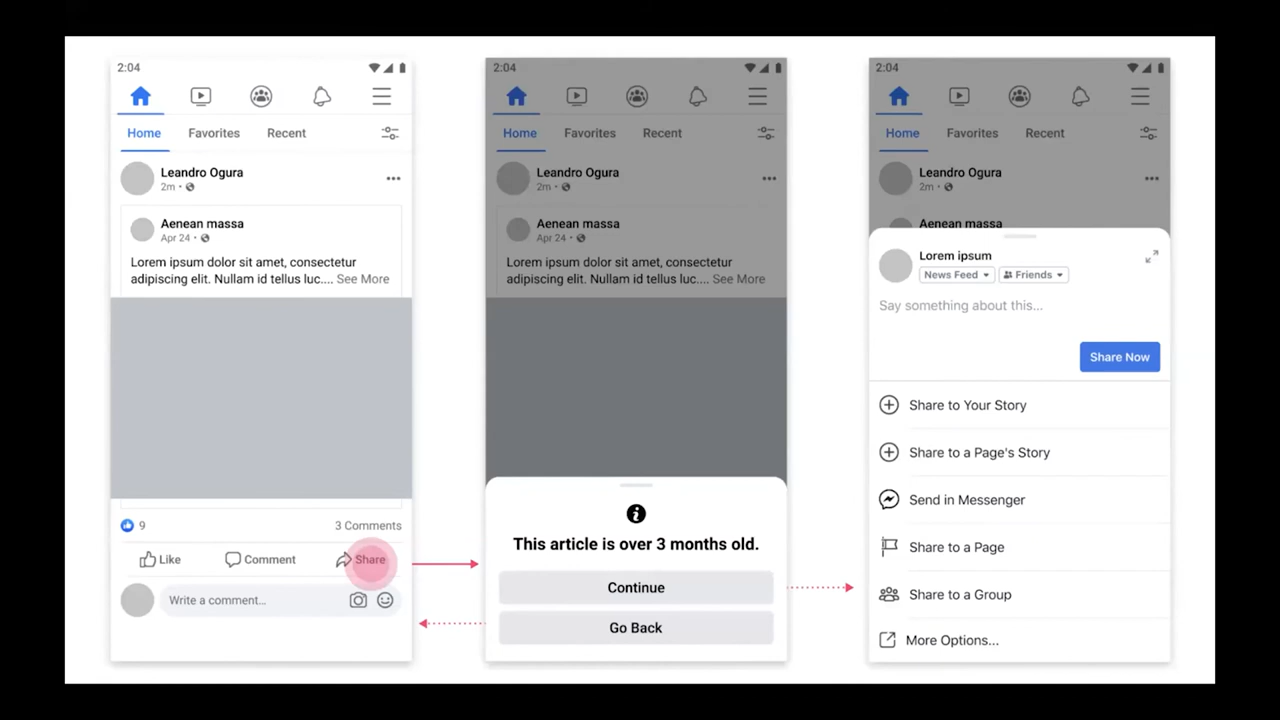 2:04
Home Favorites Recent
Leandro Ogura
2m •
Aenean massa
Apr 24 •
Lorem ipsum dolor sit amet, consectetur
adipiscing elit. Nullam id tellus luc.... See More
9 3 Comments
Like Comment Share
Write a comment...
2:04
Home Favorites Recent
Leandro Ogura
2m •
Aenean massa
Apr 24 •
Lorem ipsum dolor sit amet, consectetur
adipiscing elit. Nullam id tellus luc.... See More
This article is over 3 months old.
Continue
Go Back
2:04
Home Favorites Recent
Leandro Ogura
2m •
Aenean massa
Lorem ipsum
News Feed Friends
Say something about this...
Share Now
Share to Your Story
Share to a Page's Story
Send in Messenger
Share to a Page
Share to a Group
More Options...